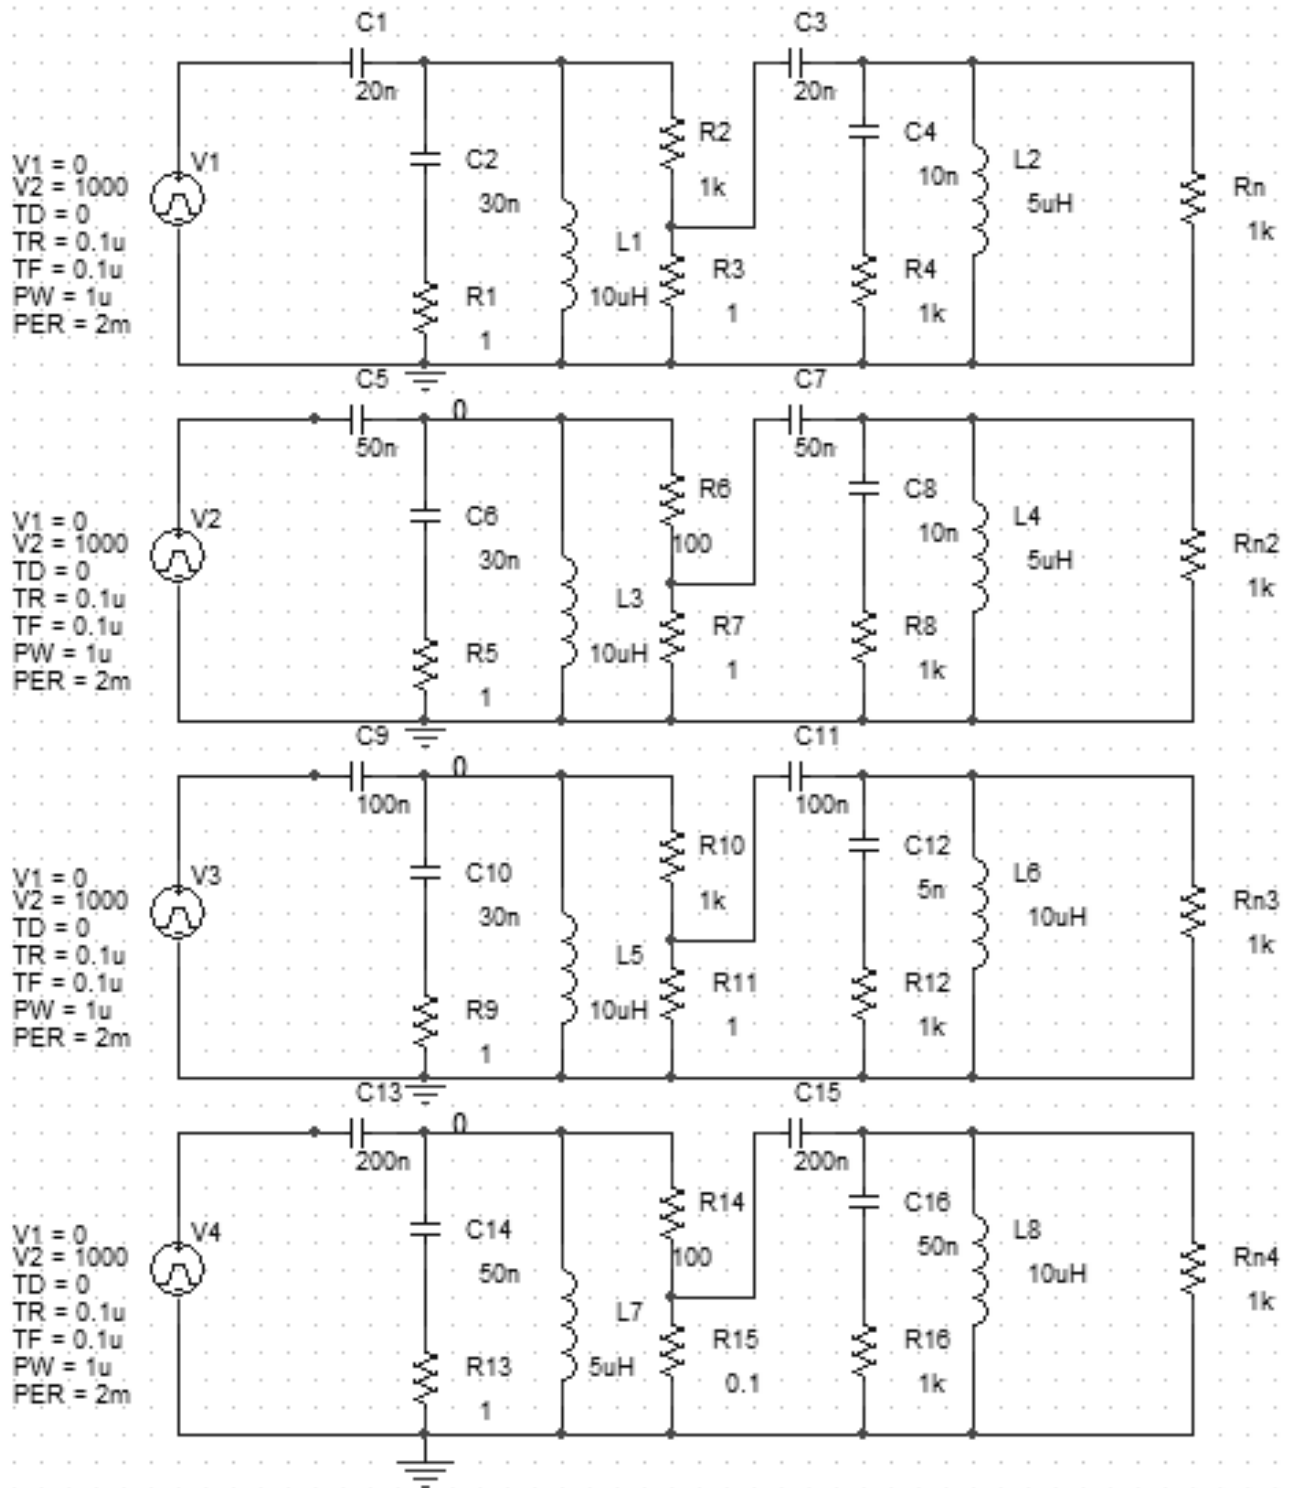 C1
20n
C3
20n
V1 = 0
V2 = 1000
TD = 0
TR = 0.1u
TF = 0.1u
PW = 1u
PER = 2m
V1
C2
30n
R1
1
L1
10uH
R2
1k
R3
1
C4
10n
R4
1k
L2
5uH
Rn
1k
0
C5
50n
C7
50n
V1 = 0
V2 = 1000
TD = 0
TR = 0.1u
TF = 0.1u
PW = 1u
PER = 2m
V2
C6
30n
R5
1
L3
10uH
R6
100
R7
1
C8
10n
R8
1k
L4
5uH
Rn2
1k
0
C9
100n
C11
100n
V1 = 0
V2 = 1000
TD = 0
TR = 0.1u
TF = 0.1u
PW = 1u
PER = 2m
V3
C10
30n
R9
1
L5
10uH
R10
1k
R11
1
C12
5n
R12
1k
L6
10uH
Rn3
1k
0
C13
200n
C15
200n
V1 = 0
V2 = 1000
TD = 0
TR = 0.1u
TF = 0.1u
PW = 1u
PER = 2m
V4
C14
50n
R13
1
L7
5uH
R14
100
R15
0.1
C16
50n
R16
1k
L8
10uH
Rn4
1k